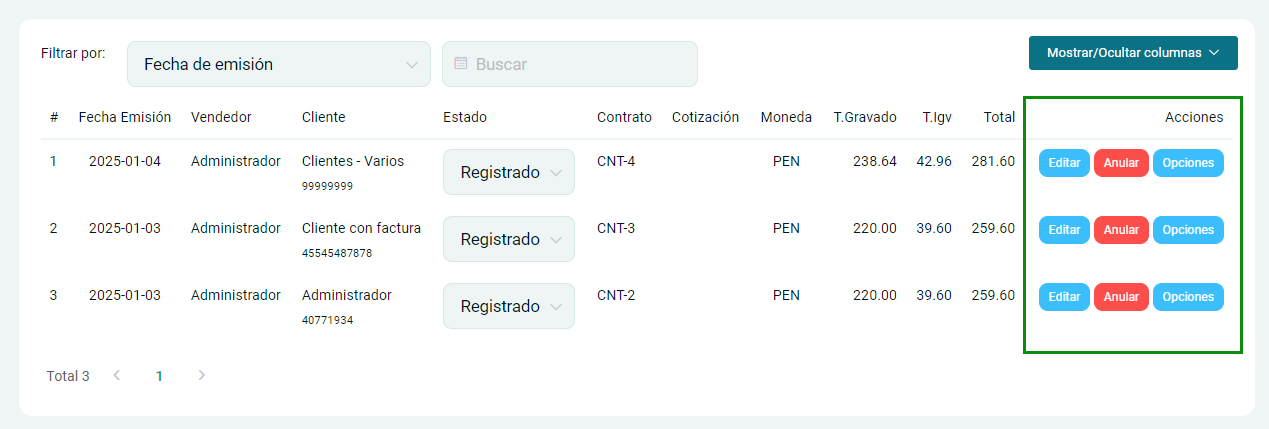 Filtrar por: Fecha de emisión Buscar Mostrar/Ocultar columnas
# Fecha Emisión Vendedor Cliente Estado Contrato Cotización Moneda T.Gravado T.Igv Total Acciones
1 2025-01-04 Administrador Clientes - Varios Registrado CNT-4 PEN 238.64 42.96 281.60 Editar Anular Opciones
99999999
2 2025-01-03 Administrador Cliente con factura Registrado CNT-3 PEN 220.00 39.60 259.60 Editar Anular Opciones
45545487878
3 2025-01-03 Administrador Administrador Registrado CNT-2 PEN 220.00 39.60 259.60 Editar Anular Opciones
40771934
Total 3 1